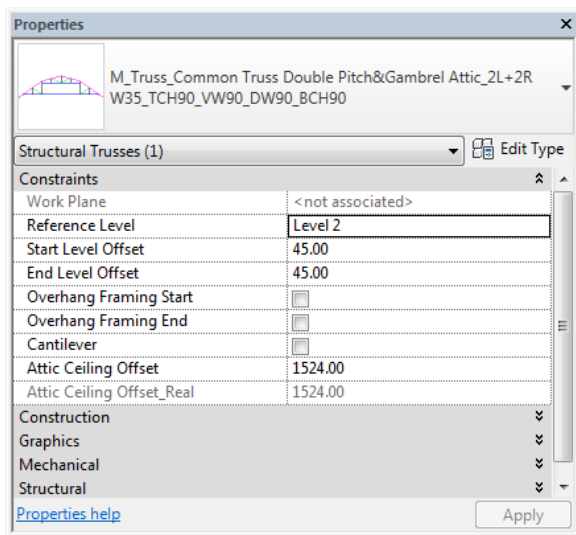 Properties
M_Truss_Common Truss Double Pitch&Gambrel Attic_2L+2R
W35_TCH90_VW90_DW90_BCH90
Structural Trusses (1)
Edit Type
Constraints
Work Plane <not associated>
Reference Level Level 2
Start Level Offset 45.00
End Level Offset 45.00
Overhang Framing Start
Overhang Framing End
Cantilever
Attic Ceiling Offset 1524.00
Attic Ceiling Offset_Real 1524.00
Construction
Graphics
Mechanical
Structural
Properties help
Apply